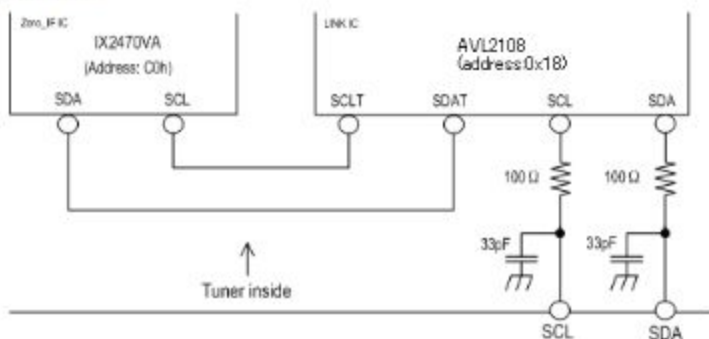 Zero_IF IC
IX2470VA
(Address: C0h)
SDA
SCL
LINK IC
AVL2108
(address:0x18)
SCLT
SDAT
SCL
SDA
100 Ω
100 Ω
33pF
33pF
Tuner inside
SCL
SDA